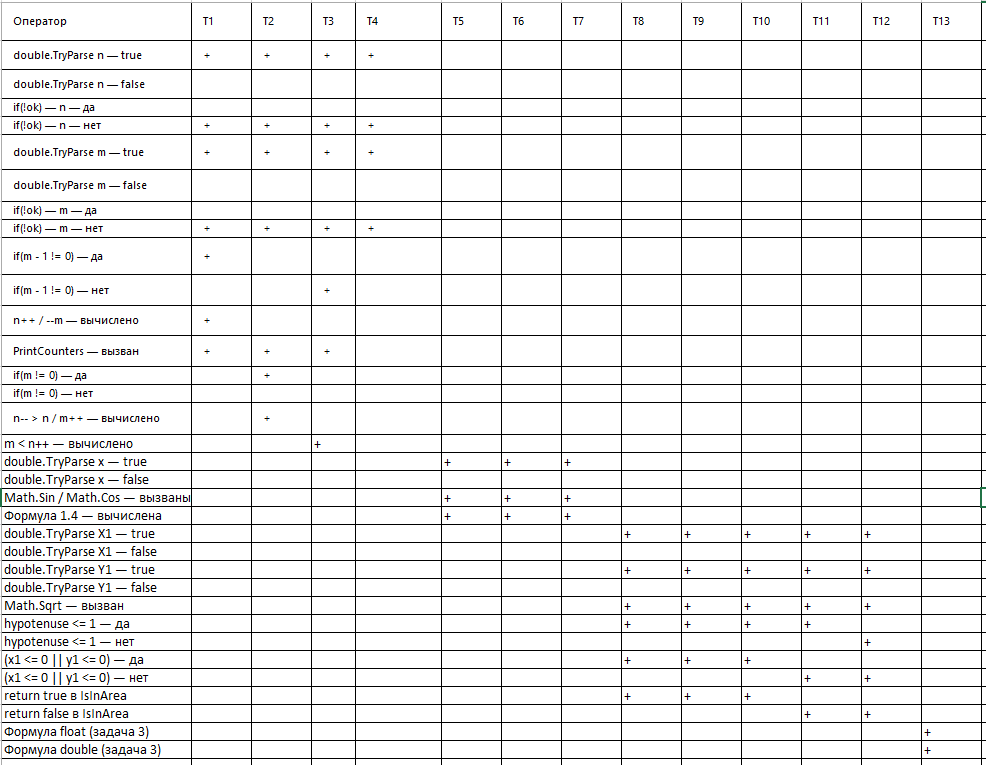 Оператор T1 T2 T3 T4 T5 T6 T7 T8 T9 T10 T11 T12 T13
double.TryParse n — true + + + +
double.TryParse n — false
if(!ok) — n — да
if(!ok) — n — нет + + + +
double.TryParse m — true + + + +
double.TryParse m — false
if(!ok) — m — да
if(!ok) — m — нет + + + +
if(m - 1 != 0) — да +
if(m - 1 != 0) — нет +
n++ / --m — вычислено +
PrintCounters — вызван + + +
if(m != 0) — да +
if(m != 0) — нет
n-- > n / m++ — вычислено +
m < n++ — вычислено +
double.TryParse x — true + + +
double.TryParse x — false
Math.Sin / Math.Cos — вызваны + + +
Формула 1.4 — вычислена + + +
double.TryParse X1 — true + + + + +
double.TryParse X1 — false
double.TryParse Y1 — true + + + + +
double.TryParse Y1 — false
Math.Sqrt — вызван + + + + +
hypotenuse <= 1 — да + + + +
hypotenuse <= 1 — нет +
(x1 <= 0 || y1 <= 0) — да + + +
(x1 <= 0 || y1 <= 0) — нет + +
return true в IsInArea + + +
return false в IsInArea + +
Формула float (задача 3) +
Формула double (задача 3) +